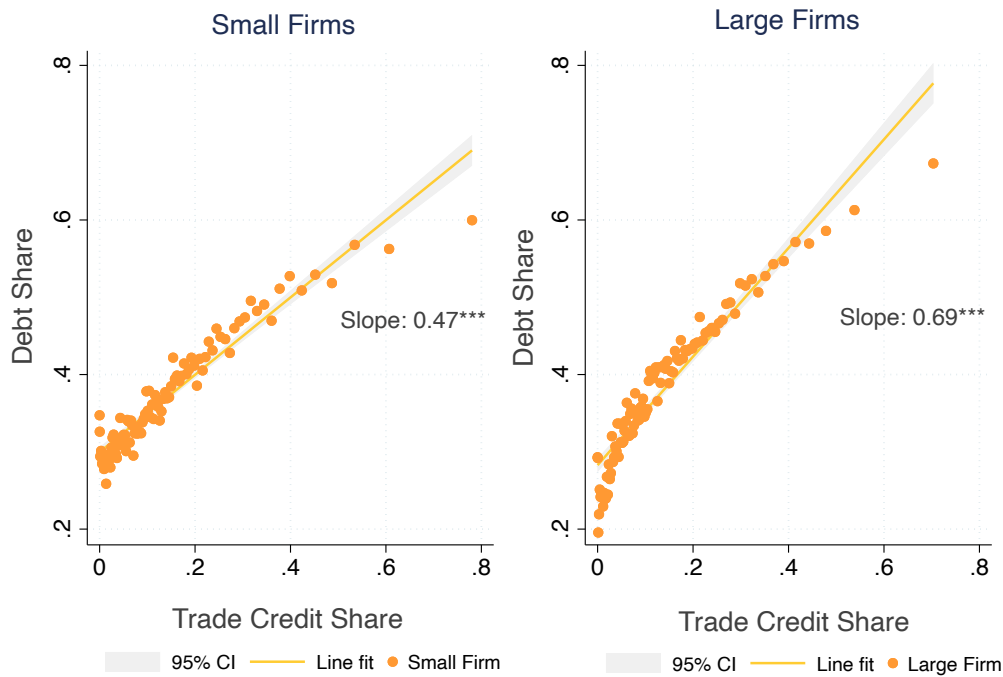 Small Firms
Debt Share
.8
.6
.4
.2
Slope: 0.47***
0 .2 .4 .6 .8
Trade Credit Share
95% CI Line fit Small Firm
Large Firms
Debt Share
.8
.6
.4
.2
Slope: 0.69***
0 .2 .4 .6 .8
Trade Credit Share
95% CI Line fit Large Firm